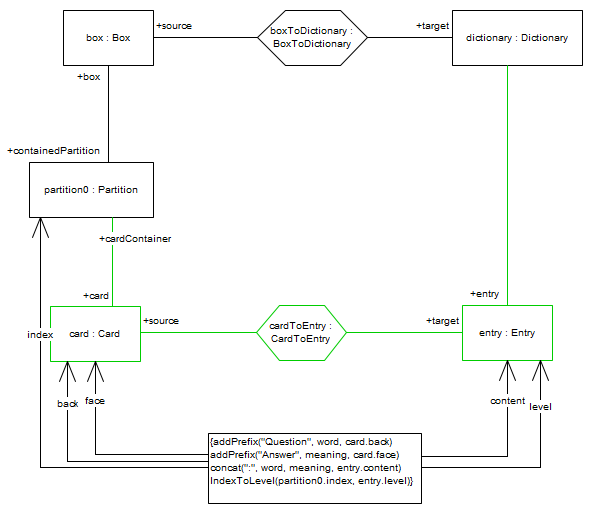 box : Box
+source
boxToDictionary :
BoxToDictionary
+target
dictionary : Dictionary
+box
+containedPartition
partition0 : Partition
+cardContainer
+card
+entry
card : Card
+source
cardToEntry :
CardToEntry
+target
entry : Entry
index
back
face
content
level
{addPrefix("Question", word, card.back)
addPrefix("Answer", meaning, card.face)
concat(":", word, meaning, entry.content)
IndexToLevel(partition0.index, entry.level)}